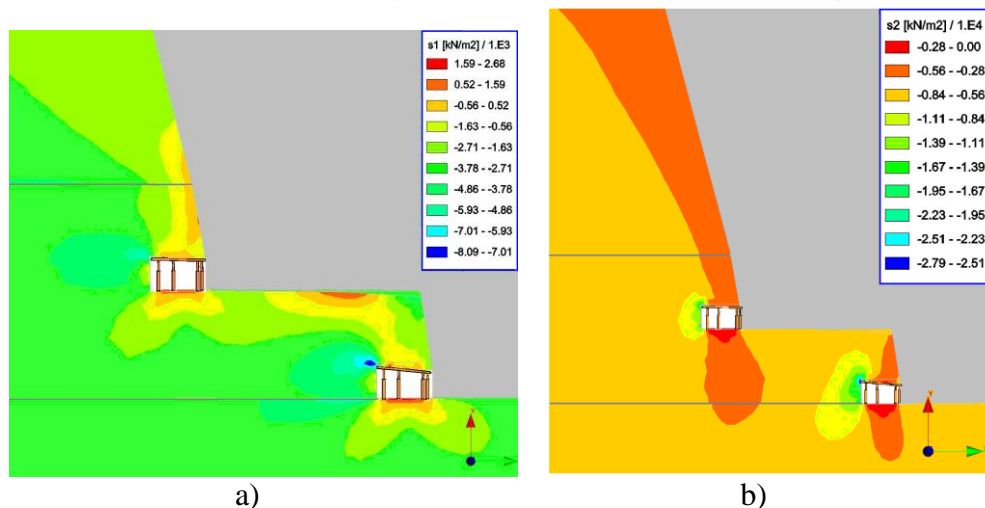 s1 [kN/m2] / 1.E3
1.59 - 2.68
0.52 - 1.59
-0.56 - 0.52
-1.63 - -0.56
-2.71 - -1.63
-3.78 - -2.71
-4.86 - -3.78
-5.93 - -4.86
-7.01 - -5.93
-8.09 - -7.01
s2 [kN/m2] / 1.E4
-0.28 - 0.00
-0.56 - -0.28
-0.84 - -0.56
-1.11 - -0.84
-1.39 - -1.11
-1.67 - -1.39
-1.95 - -1.67
-2.23 - -1.95
-2.51 - -2.23
-2.79 - -2.51
a)
b)